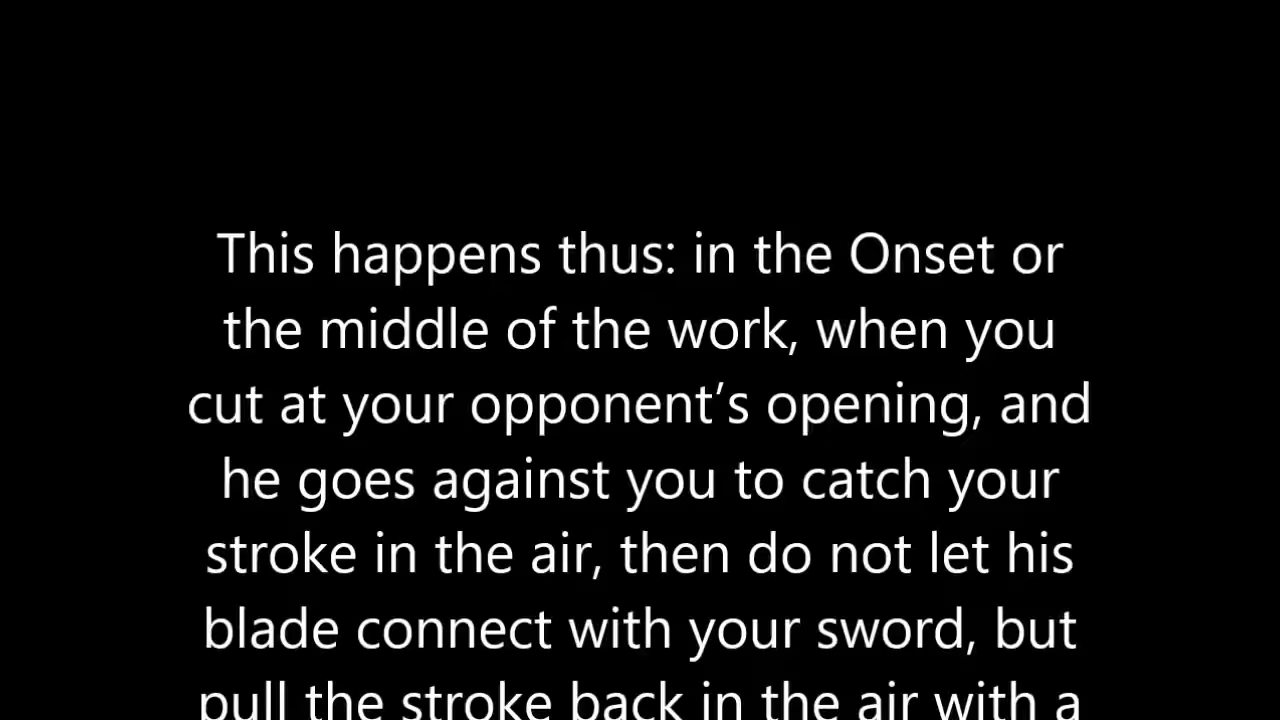 This happens thus: in the Onset or
the middle of the work, when you
cut at your opponent’s opening, and
he goes against you to catch your
stroke in the air, then do not let his
blade connect with your sword, but
pull the stroke back in the air with a